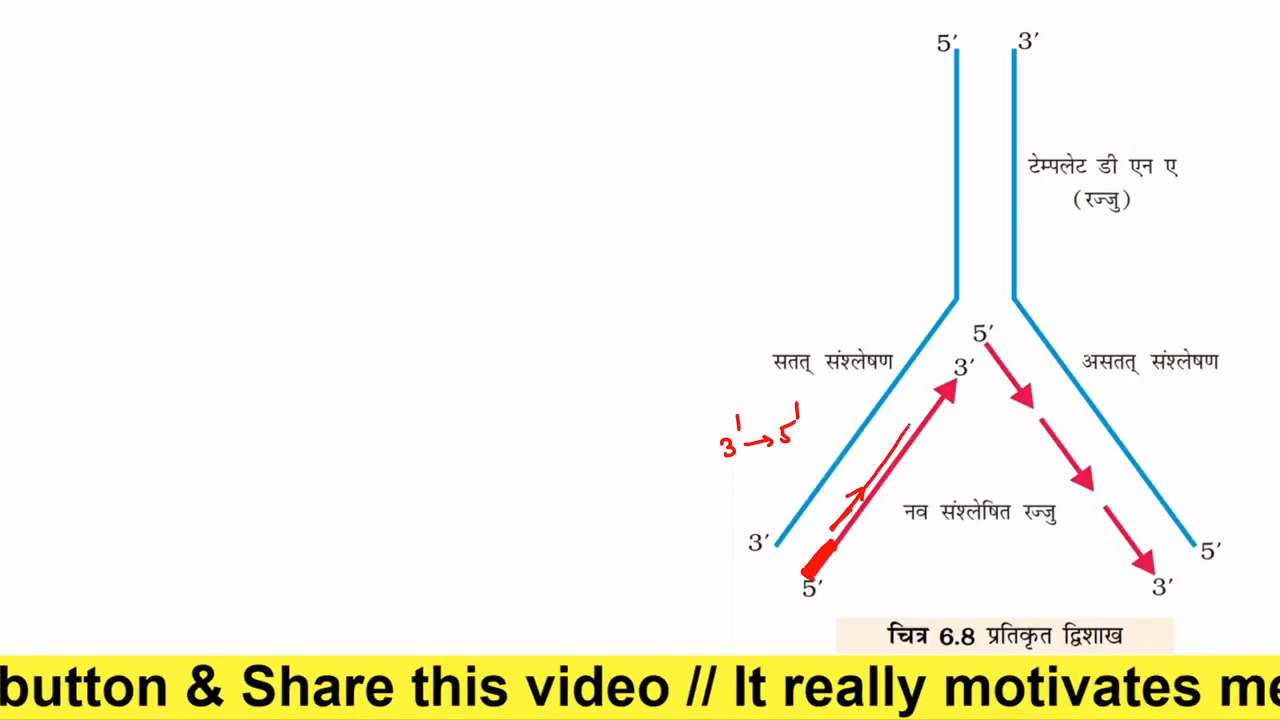 5′ 3′
टेम्पलेट डी एन ए
(रज्जु)
5′
सतत् संश्लेषण 3′ असतत् संश्लेषण
3′ → 5′
नव संश्लेषित रज्जु
3′ 5′
5′ 3′
चित्र 6.8 प्रतिकृत द्विशाख
button & Share this video // It really motivates me